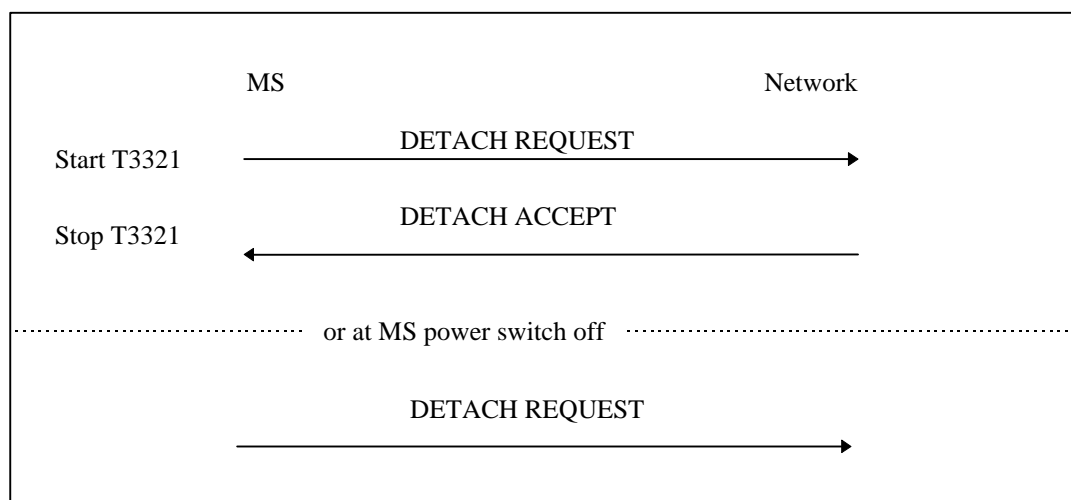 MS Network
DETACH REQUEST
Start T3321
DETACH ACCEPT
Stop T3321
or at MS power switch off
DETACH REQUEST